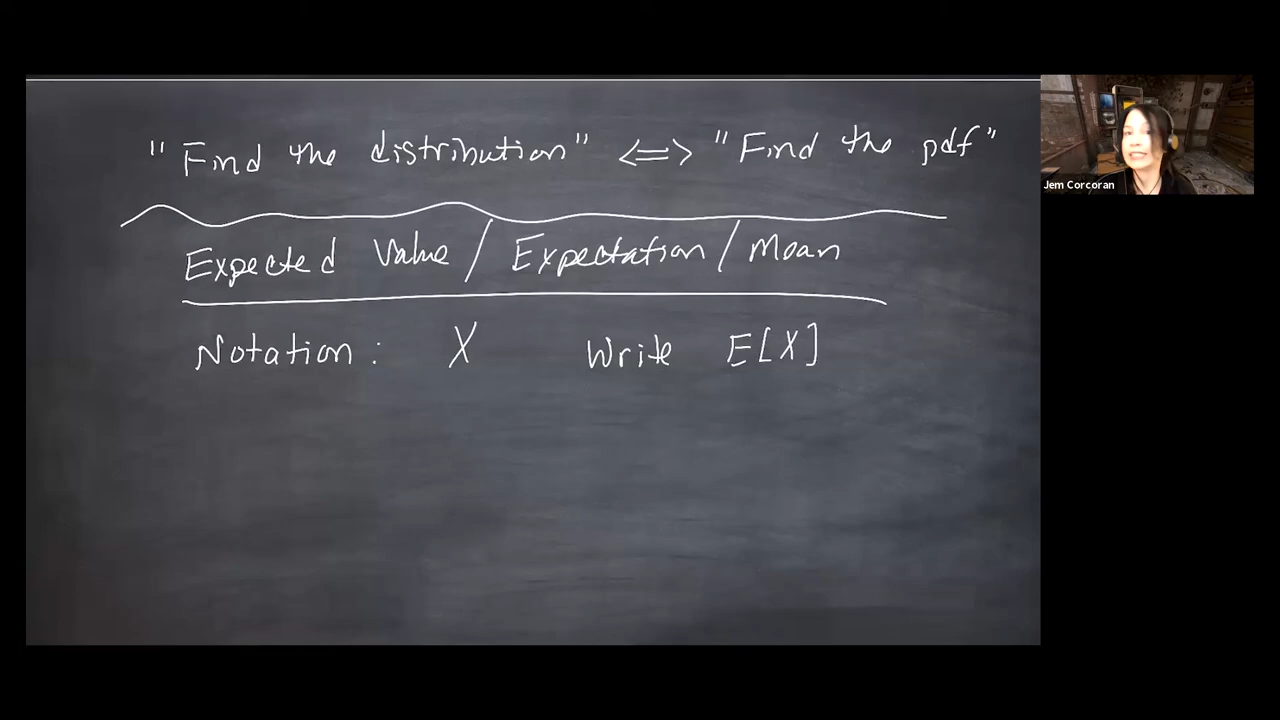 "Find the distribution" <=> "Find the pdf"
Expected Value / Expectation / Mean
Notation: X Write E[X]
Jem Corcoran